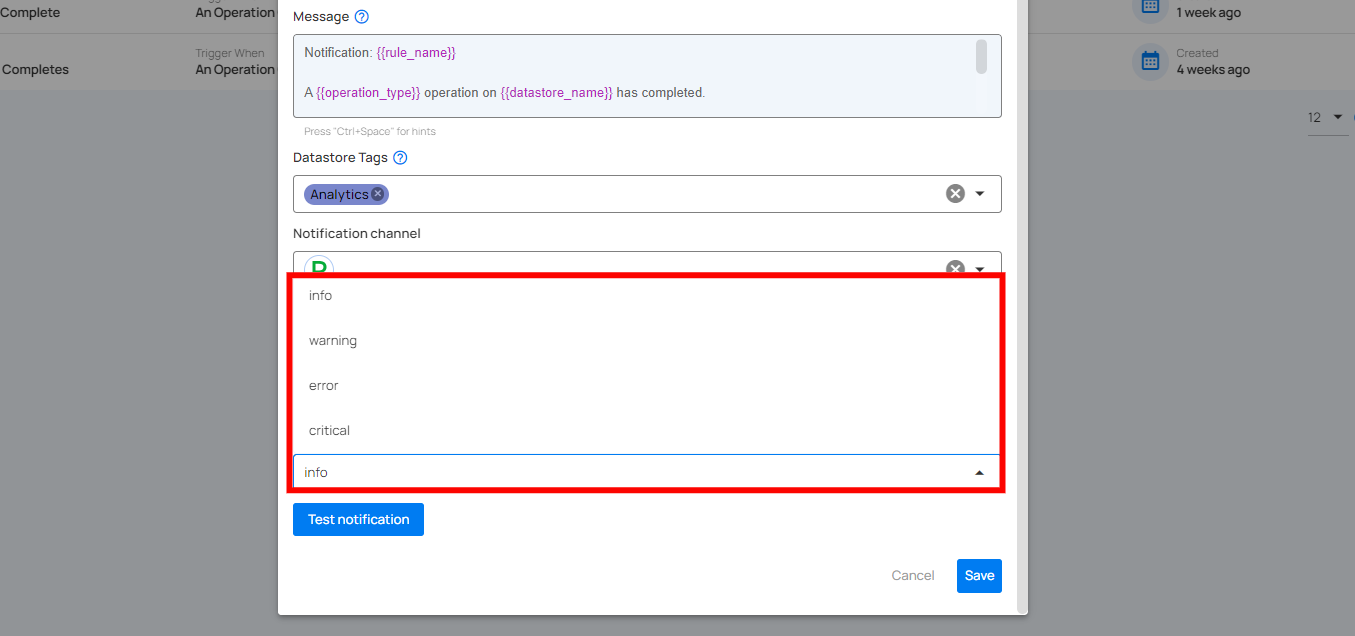 Complete
An Operation
1 week ago
Completes
Trigger When
An Operation
Created
4 weeks ago
12
Message
Notification: {{rule_name}}
A {{operation_type}} operation on {{datastore_name}} has completed.
Press "Ctrl+Space" for hints
Datastore Tags
Analytics
Notification channel
info
warning
error
critical
info
Test notification
Cancel
Save